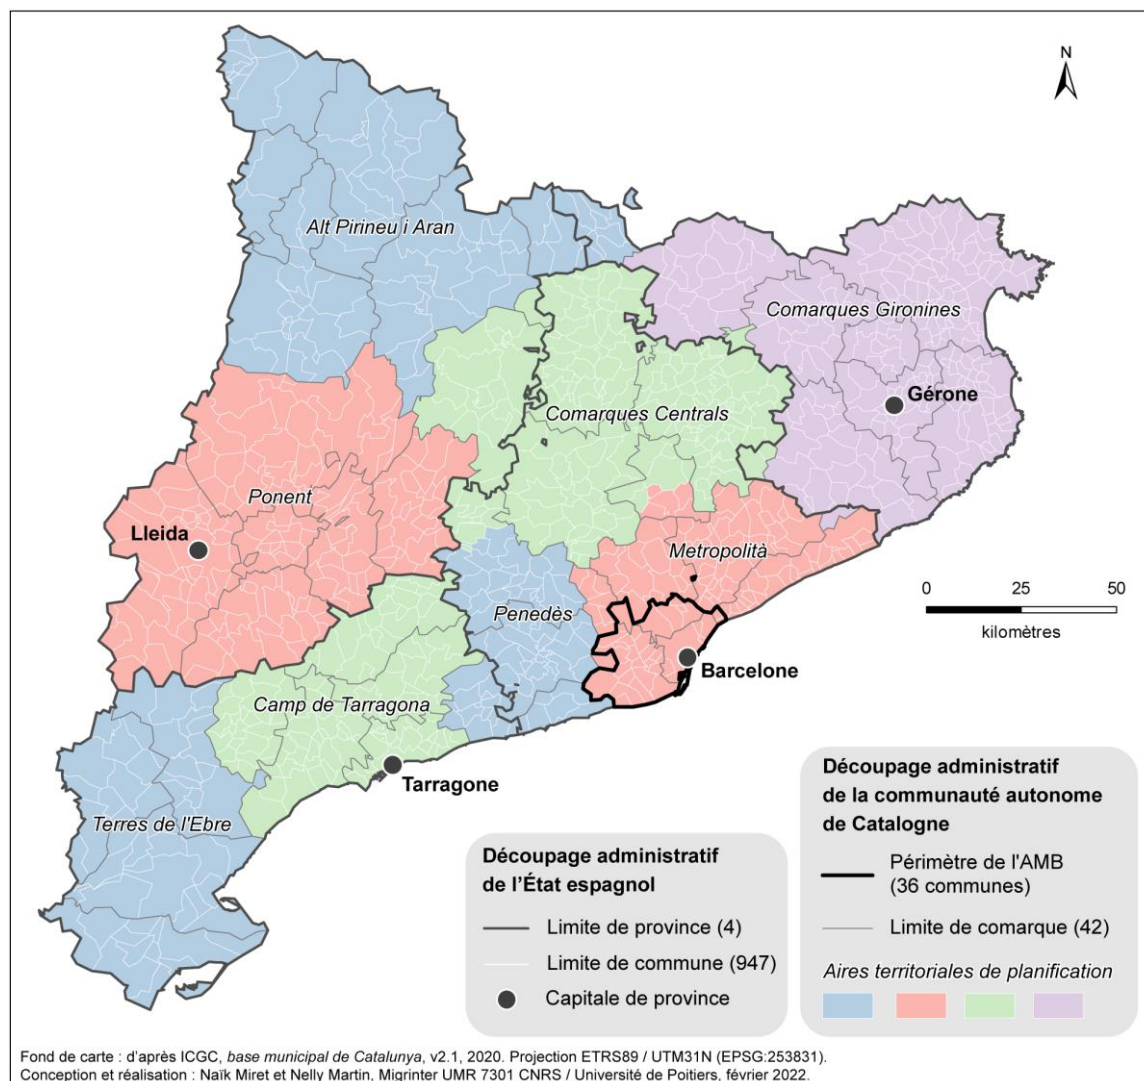 N
Alt Pirineu i Aran
Comarques Gironines
Gérone
Comarques Centrals
Ponent
Lleida
Metropolità
0 25 50
kilomètres
Penedès
Barcelone
Camp de Tarragona
Tarragone
Terres de l'Ebre
Découpage administratif
de l'État espagnol
Limite de province (4)
Limite de commune (947)
Capitale de province
Découpage administratif
de la communauté autonome
de Catalogne
Périmètre de l'AMB
(36 communes)
Limite de comarque (42)
Aires territoriales de planification
Fond de carte : d'après ICGC, base municipal de Catalunya, v2.1, 2020. Projection ETRS89 / UTM31N (EPSG:253831).
Conception et réalisation : Naïk Miret et Nelly Martin, Migrinter UMR 7301 CNRS / Université de Poitiers, février 2022.